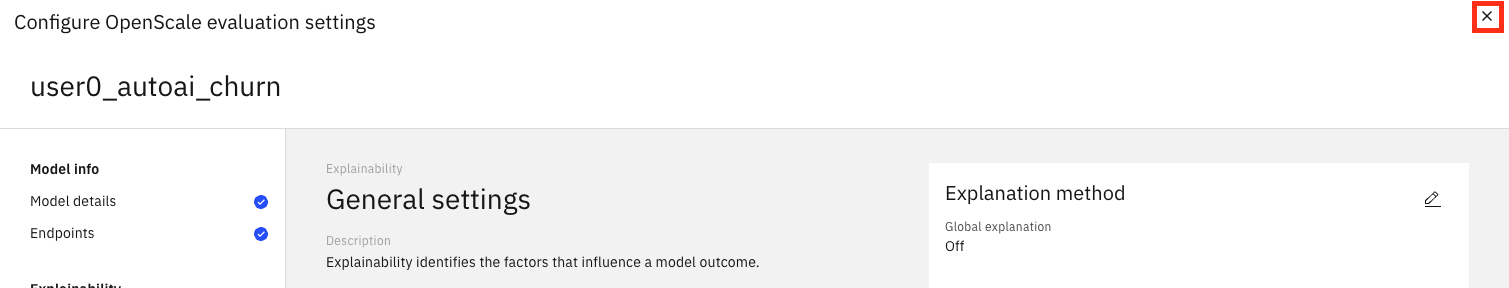 Configure OpenScale evaluation settings
user0_autoai_churn
Model info
Model details
Endpoints
Explainability
Explainability
General settings
Description
Explainability identifies the factors that influence a model outcome.
Explanation method
Global explanation
Off